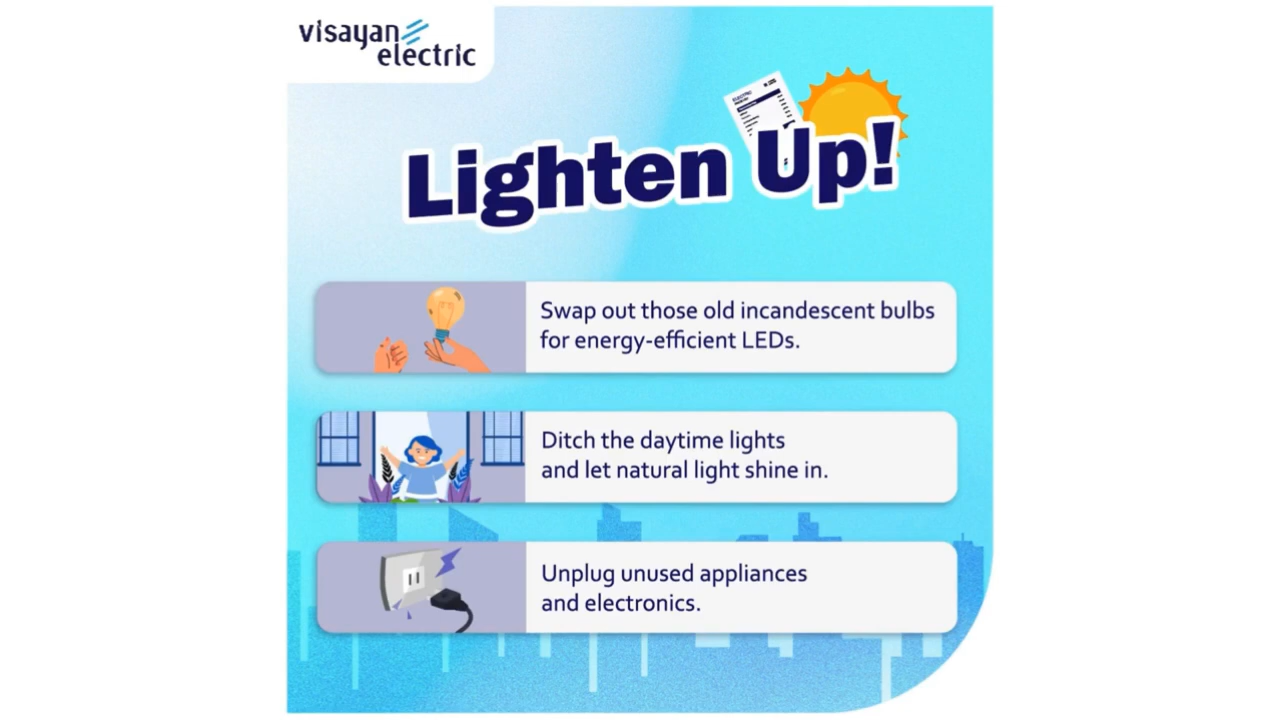 visayan
electric
Lighten Up!
Swap out those old incandescent bulbs
for energy-efficient LEDs.
Ditch the daytime lights
and let natural light shine in.
Unplug unused appliances
and electronics.